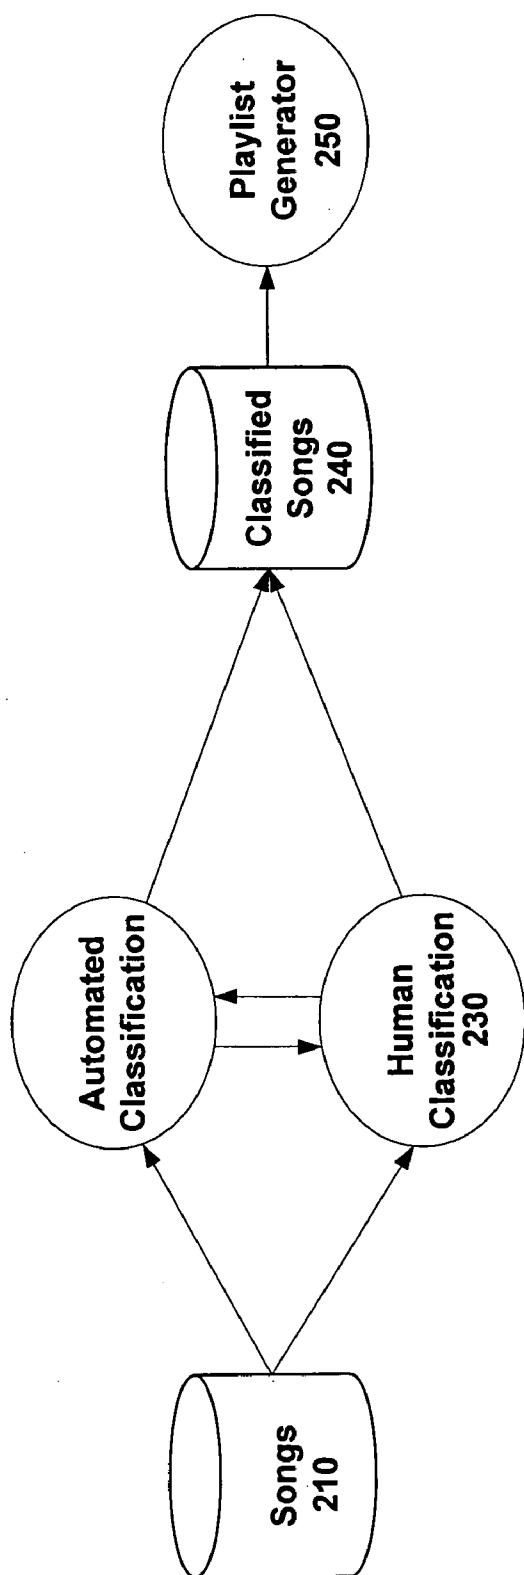 Songs
210
Automated
Classification
Human
Classification
230
Classified
Songs
240
Playlist
Generator
250